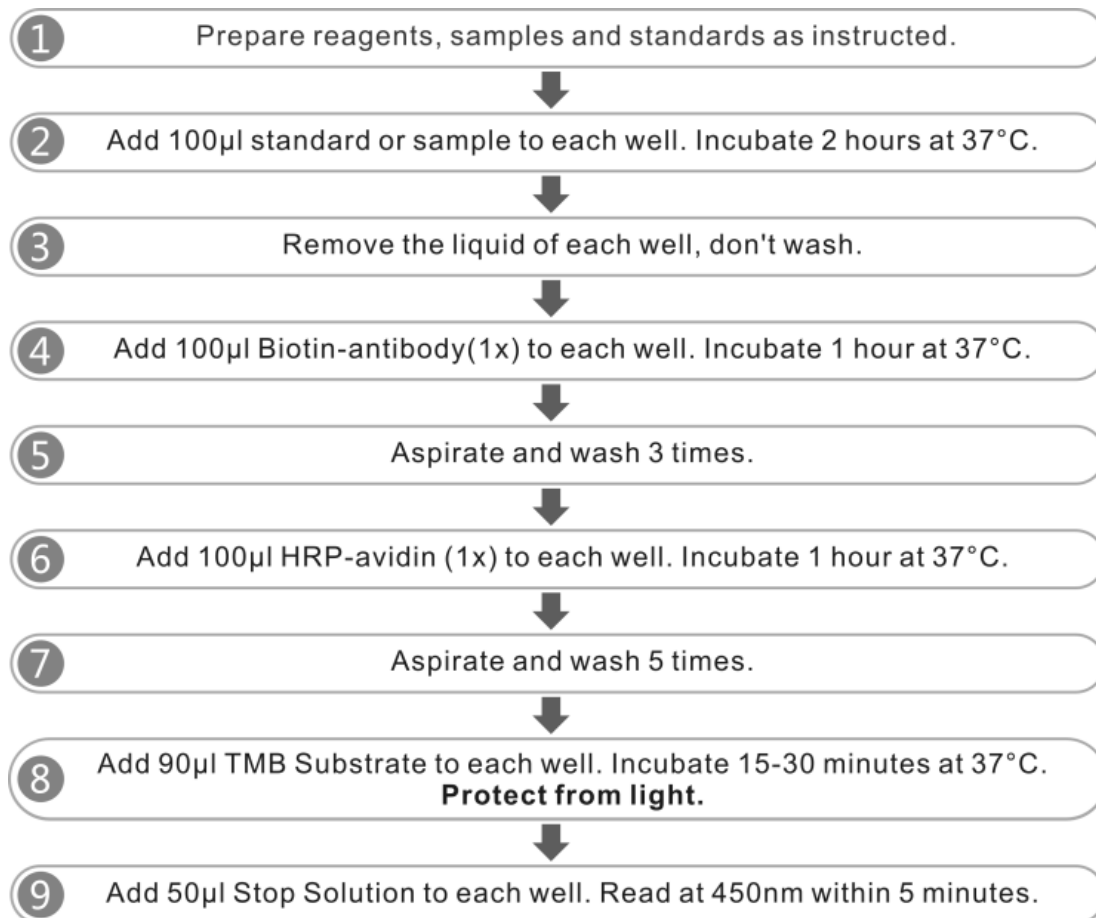 1 Prepare reagents, samples and standards as instructed.
2 Add 100μl standard or sample to each well. Incubate 2 hours at 37°C.
3 Remove the liquid of each well, don't wash.
4 Add 100μl Biotin-antibody(1x) to each well. Incubate 1 hour at 37°C.
5 Aspirate and wash 3 times.
6 Add 100μl HRP-avidin (1x) to each well. Incubate 1 hour at 37°C.
7 Aspirate and wash 5 times.
8 Add 90μl TMB Substrate to each well. Incubate 15-30 minutes at 37°C.
Protect from light.
9 Add 50μl Stop Solution to each well. Read at 450nm within 5 minutes.